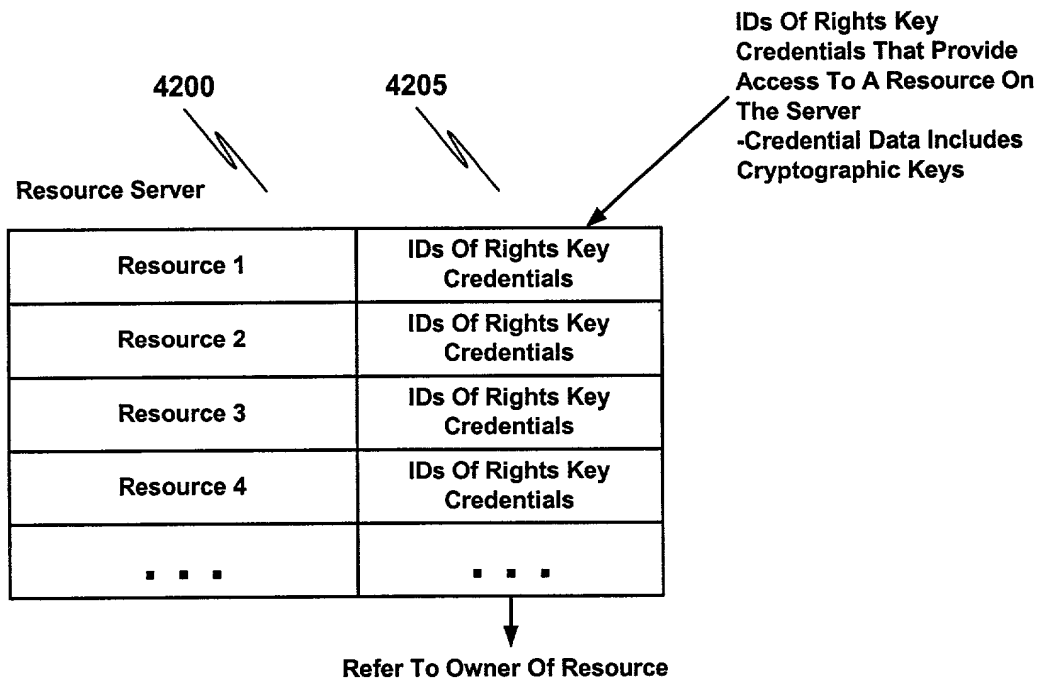 IDs Of Rights Key
Credentials That Provide
Access To A Resource On
The Server
-Credential Data Includes
Cryptographic Keys
4200
4205
Resource Server
Resource 1
IDs Of Rights Key
Credentials
Resource 2
IDs Of Rights Key
Credentials
Resource 3
IDs Of Rights Key
Credentials
Resource 4
IDs Of Rights Key
Credentials
. . .
. . .
Refer To Owner Of Resource